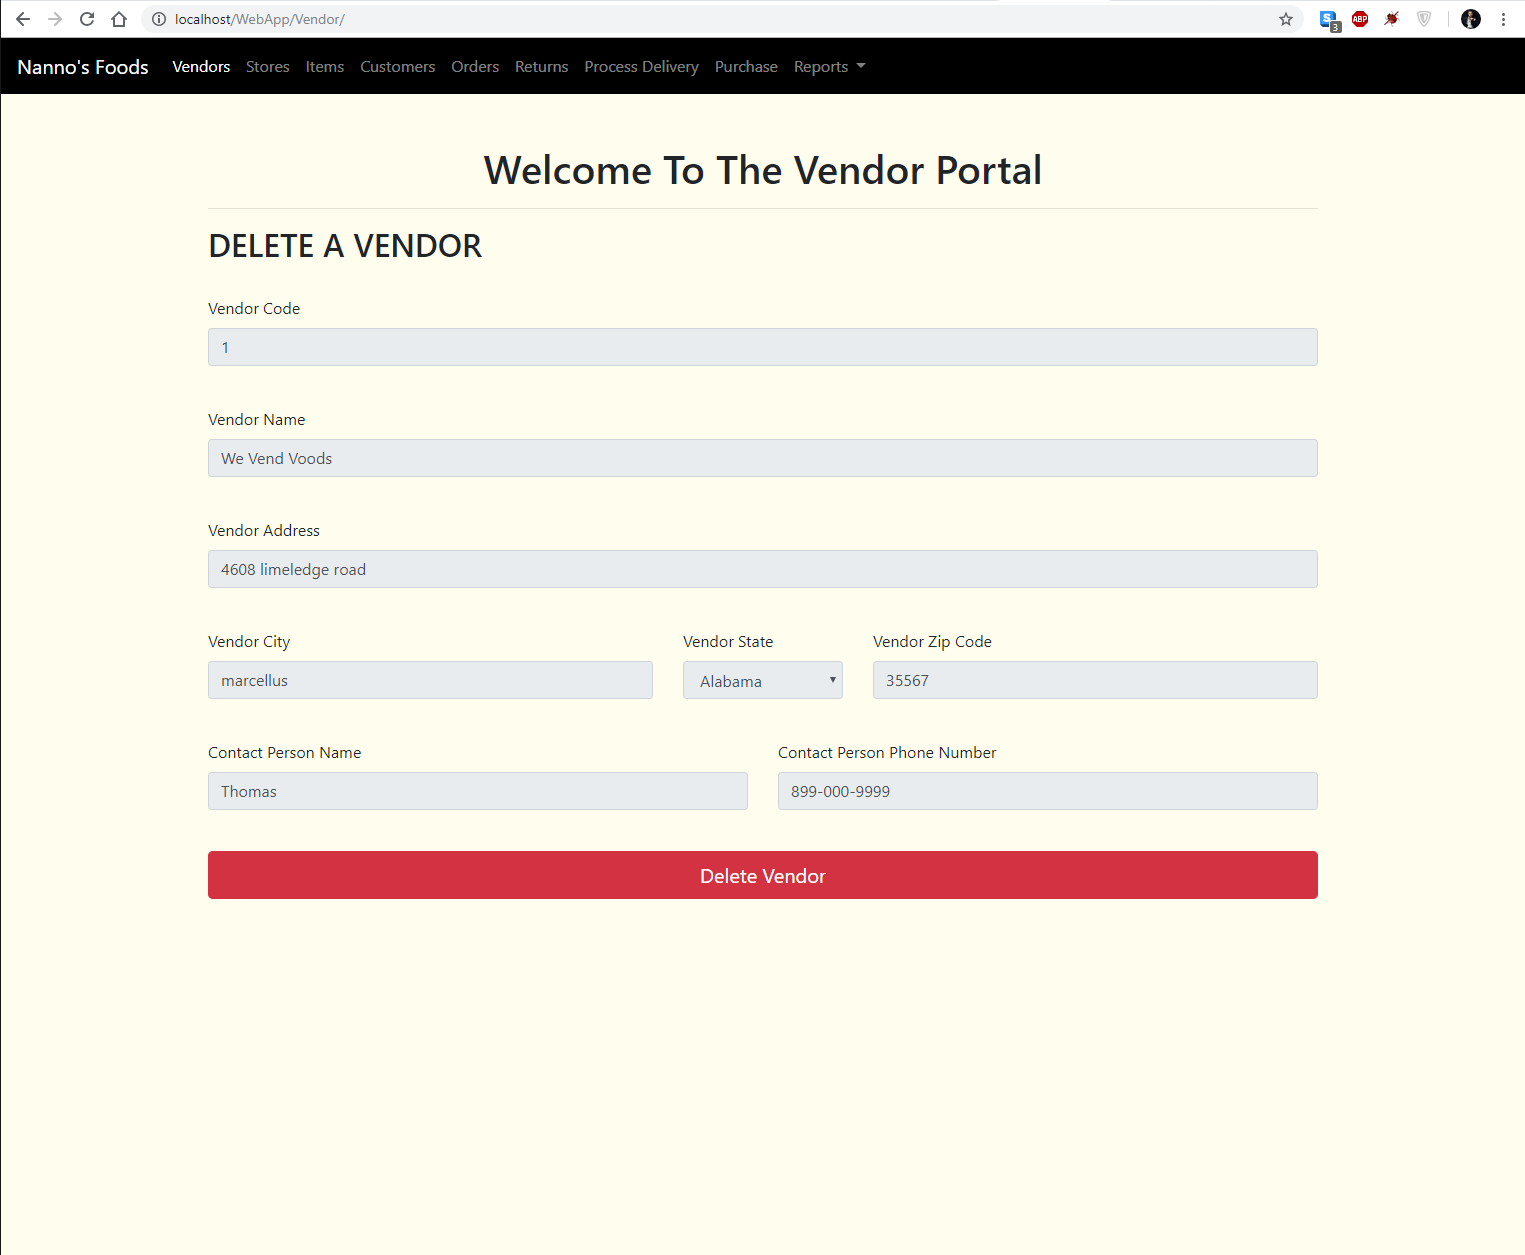 localhost/WebApp/Vendor/
S 3 ABP
Nanno's Foods Vendors Stores Items Customers Orders Returns Process Delivery Purchase Reports
Welcome To The Vendor Portal
DELETE A VENDOR
Vendor Code
1
Vendor Name
We Vend Voods
Vendor Address
4608 limeledge road
Vendor City Vendor State Vendor Zip Code
marcellus Alabama 35567
Contact Person Name Contact Person Phone Number
Thomas 899-000-9999
Delete Vendor